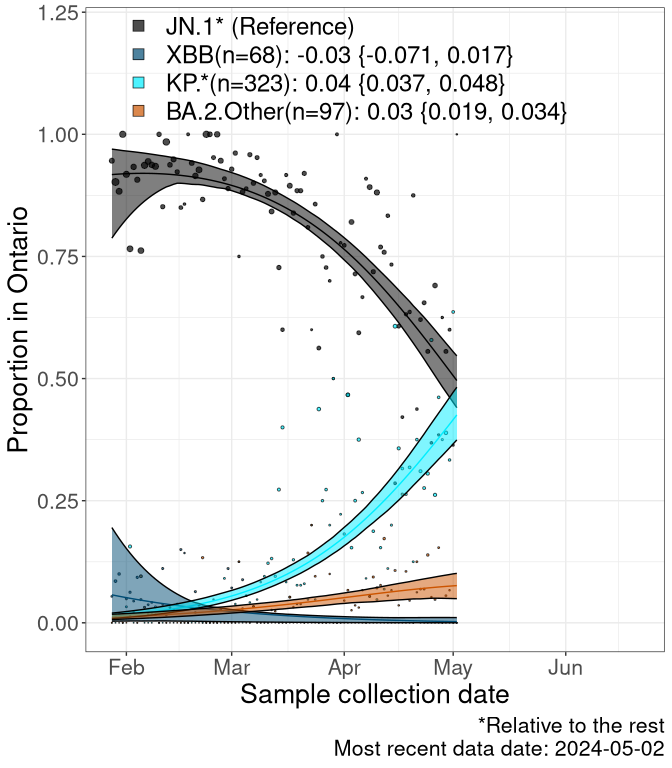 JN.1* (Reference)
XBB(n=68): -0.03 {-0.071, 0.017}
KP.*(n=323): 0.04 {0.037, 0.048}
BA.2.Other(n=97): 0.03 {0.019, 0.034}
Proportion in Ontario
1.25
1.00
0.75
0.50
0.25
0.00
Feb Mar Apr May Jun
Sample collection date
*Relative to the rest
Most recent data date: 2024-05-02